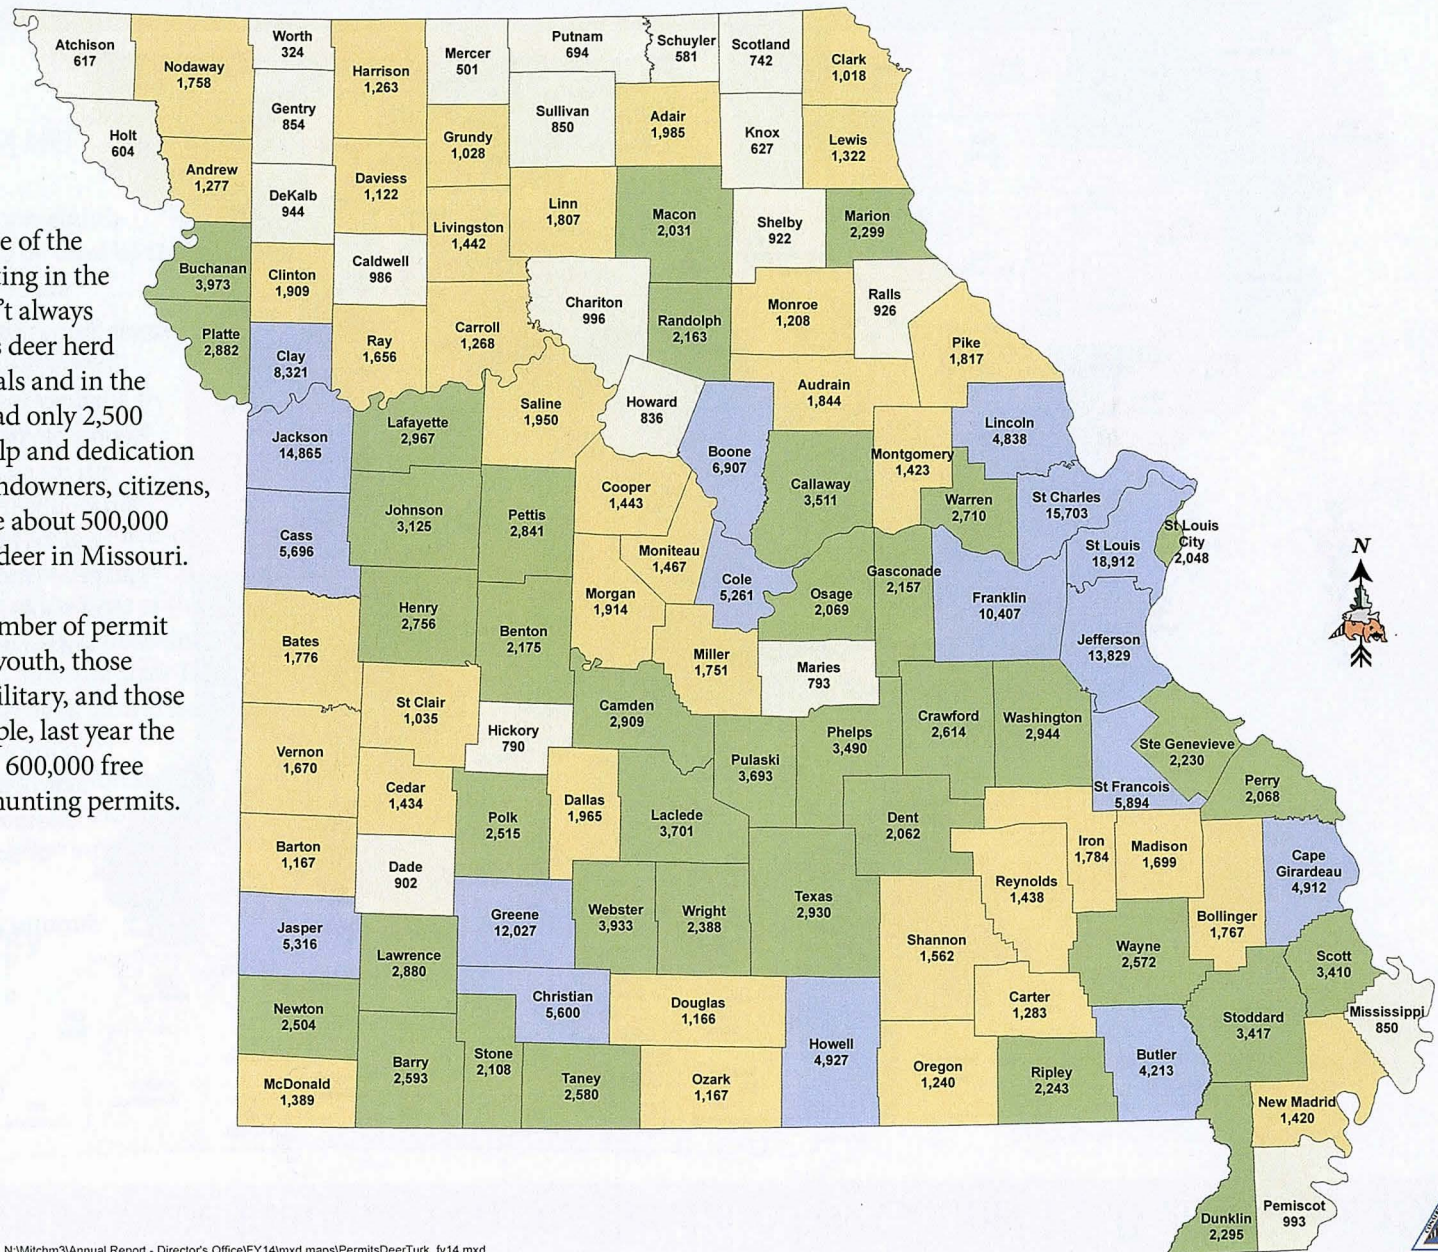 e of the
ting in the
't always
s deer herd
als and in the
ad only 2,500
lp and dedication
ndowners, citizens,
e about 500,000
deer in Missouri.
mber of permit
youth, those
ilitary, and those
ple, last year the
600,000 free
hunting permits.
Atchison
617
Nodaway
1,758
Worth
324
Harrison
1,263
Mercer
501
Putnam
694
Schuyler
581
Scotland
742
Clark
1,018
Holt
604
Gentry
854
Grundy
1,028
Sullivan
850
Adair
1,985
Knox
627
Lewis
1,322
Andrew
1,277
DeKalb
944
Daviess
1,122
Livingston
1,442
Linn
1,807
Macon
2,031
Shelby
922
Marion
2,299
Buchanan
3,973
Clinton
1,909
Caldwell
986
Chariton
996
Randolph
2,163
Monroe
1,208
Ralls
926
Platte
2,882
Clay
8,321
Ray
1,656
Carroll
1,268
Pike
1,817
Jackson
14,865
Lafayette
2,967
Saline
1,950
Howard
836
Boone
6,907
Audrain
1,844
Montgomery
1,423
Lincoln
4,838
Cass
5,696
Johnson
3,125
Pettis
2,841
Cooper
1,443
Moniteau
1,467
Callaway
3,511
Warren
2,710
St Charles
15,703
St Louis
18,912
St Louis
City
2,048
N
Morgan
1,914
Cole
5,261
Osage
2,069
Gasconade
2,157
Franklin
10,407
Jefferson
13,829
Bates
1,776
Henry
2,756
Benton
2,175
Miller
1,751
Maries
793
St Clair
1,035
Hickory
790
Camden
2,909
Pulaski
3,693
Phelps
3,490
Crawford
2,614
Washington
2,944
Ste Genevieve
2,230
St Francois
5,894
Perry
2,068
Vernon
1,670
Cedar
1,434
Polk
2,515
Dallas
1,965
Laclede
3,701
Dent
2,062
Iron
1,784
Madison
1,699
Barton
1,167
Dade
902
Reynolds
1,438
Bollinger
1,767
Cape
Girardeau
4,912
Jasper
5,316
Lawrence
2,880
Greene
12,027
Webster
3,933
Wright
2,388
Texas
2,930
Shannon
1,562
Wayne
2,572
Scott
3,410
Newton
2,504
Christian
5,600
Douglas
1,166
Howell
4,927
Carter
1,283
Stoddard
3,417
Mississippi
850
McDonald
1,389
Barry
2,593
Stone
2,108
Taney
2,580
Ozark
1,167
Oregon
1,240
Ripley
2,243
Butler
4,213
New Madrid
1,420
Dunklin
2,295
Pemiscot
993
N:\Mitchm3\Annual Report - Director's Office\FY14\mxd maps\PermitsDeerTurk_fy14.mxd